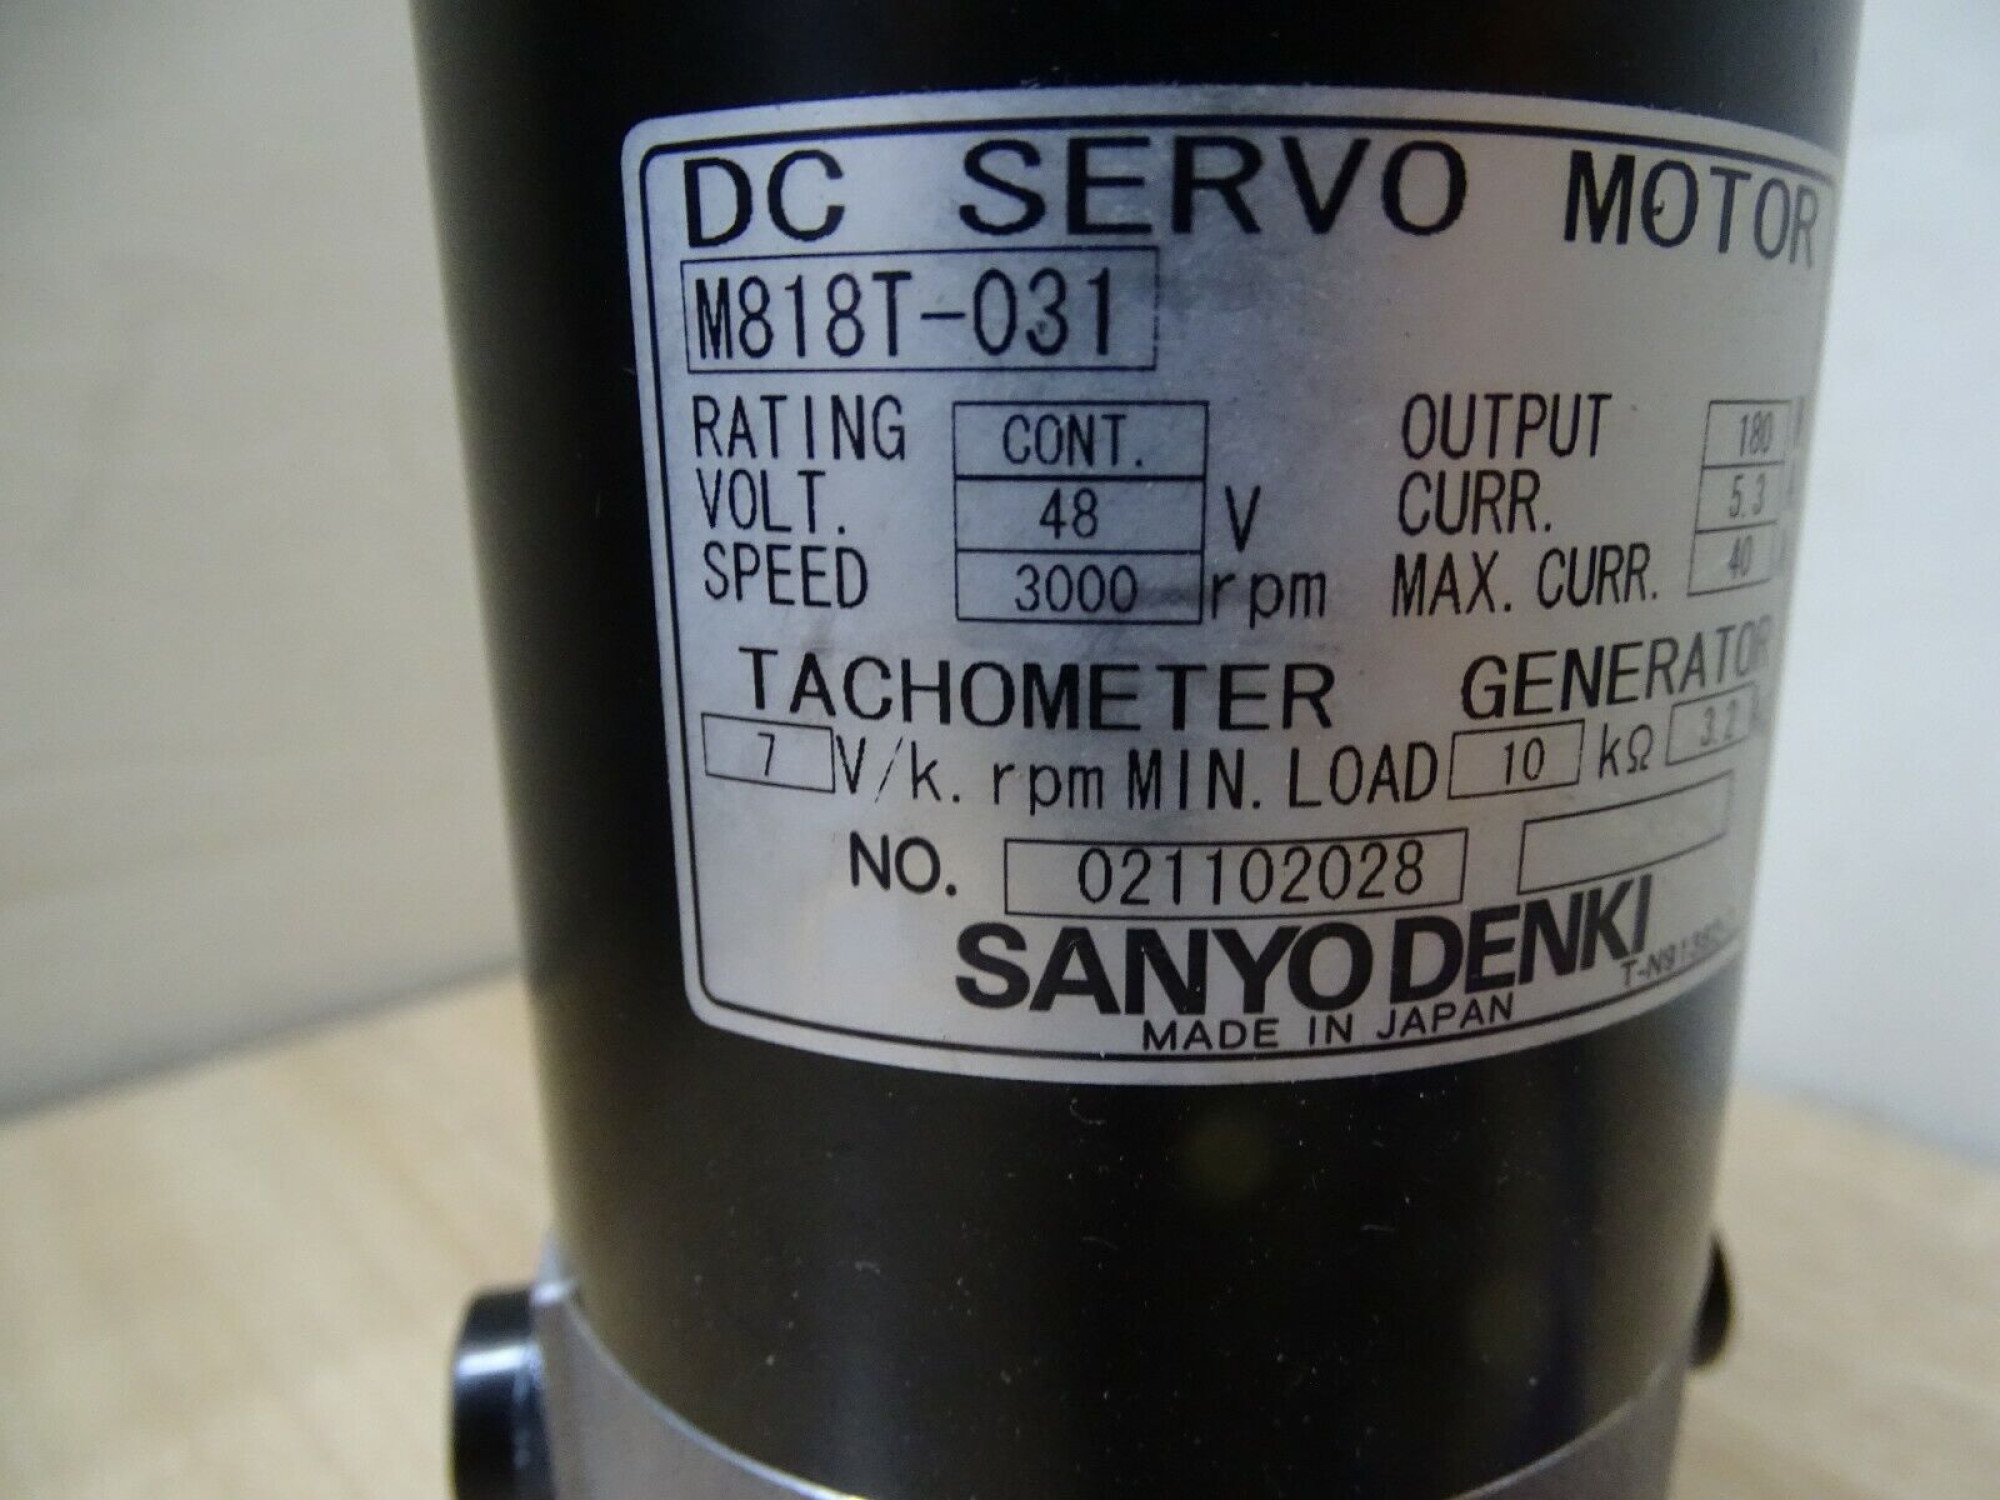 DC SERVO MOTOR
M818T-031
RATING CONT. OUTPUT 180 W
VOLT. 48 V CURR. 5.3
SPEED 3000 rpm MAX. CURR. 40
TACHOMETER GENERATOR
7 V/k.rpm MIN. LOAD 10 kΩ 3.2
NO. 021102028
SANYO DENKI
MADE IN JAPAN